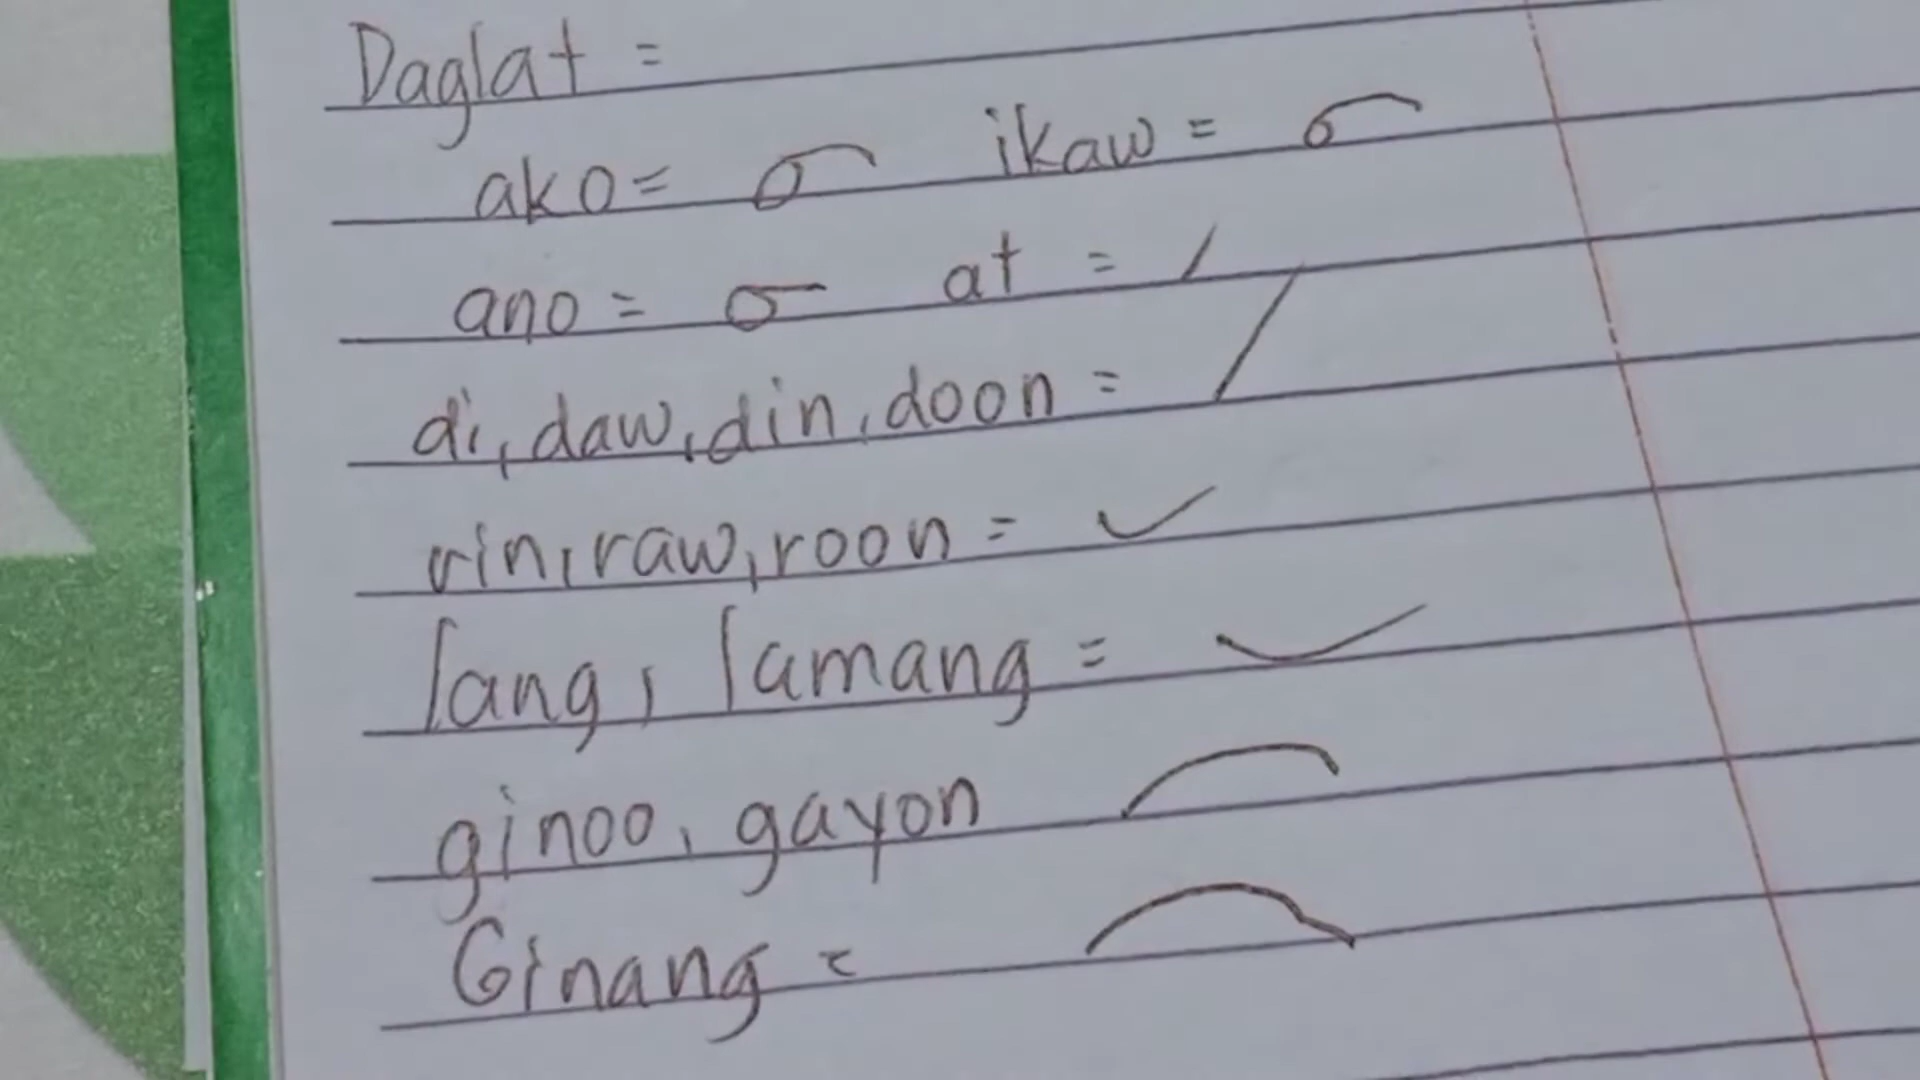 Daglat =
ako = ikaw =
ano = at = /
di, daw, din, doon = /
rin, raw, roon =
lang, lamang =
ginoo, gayon
Ginang =